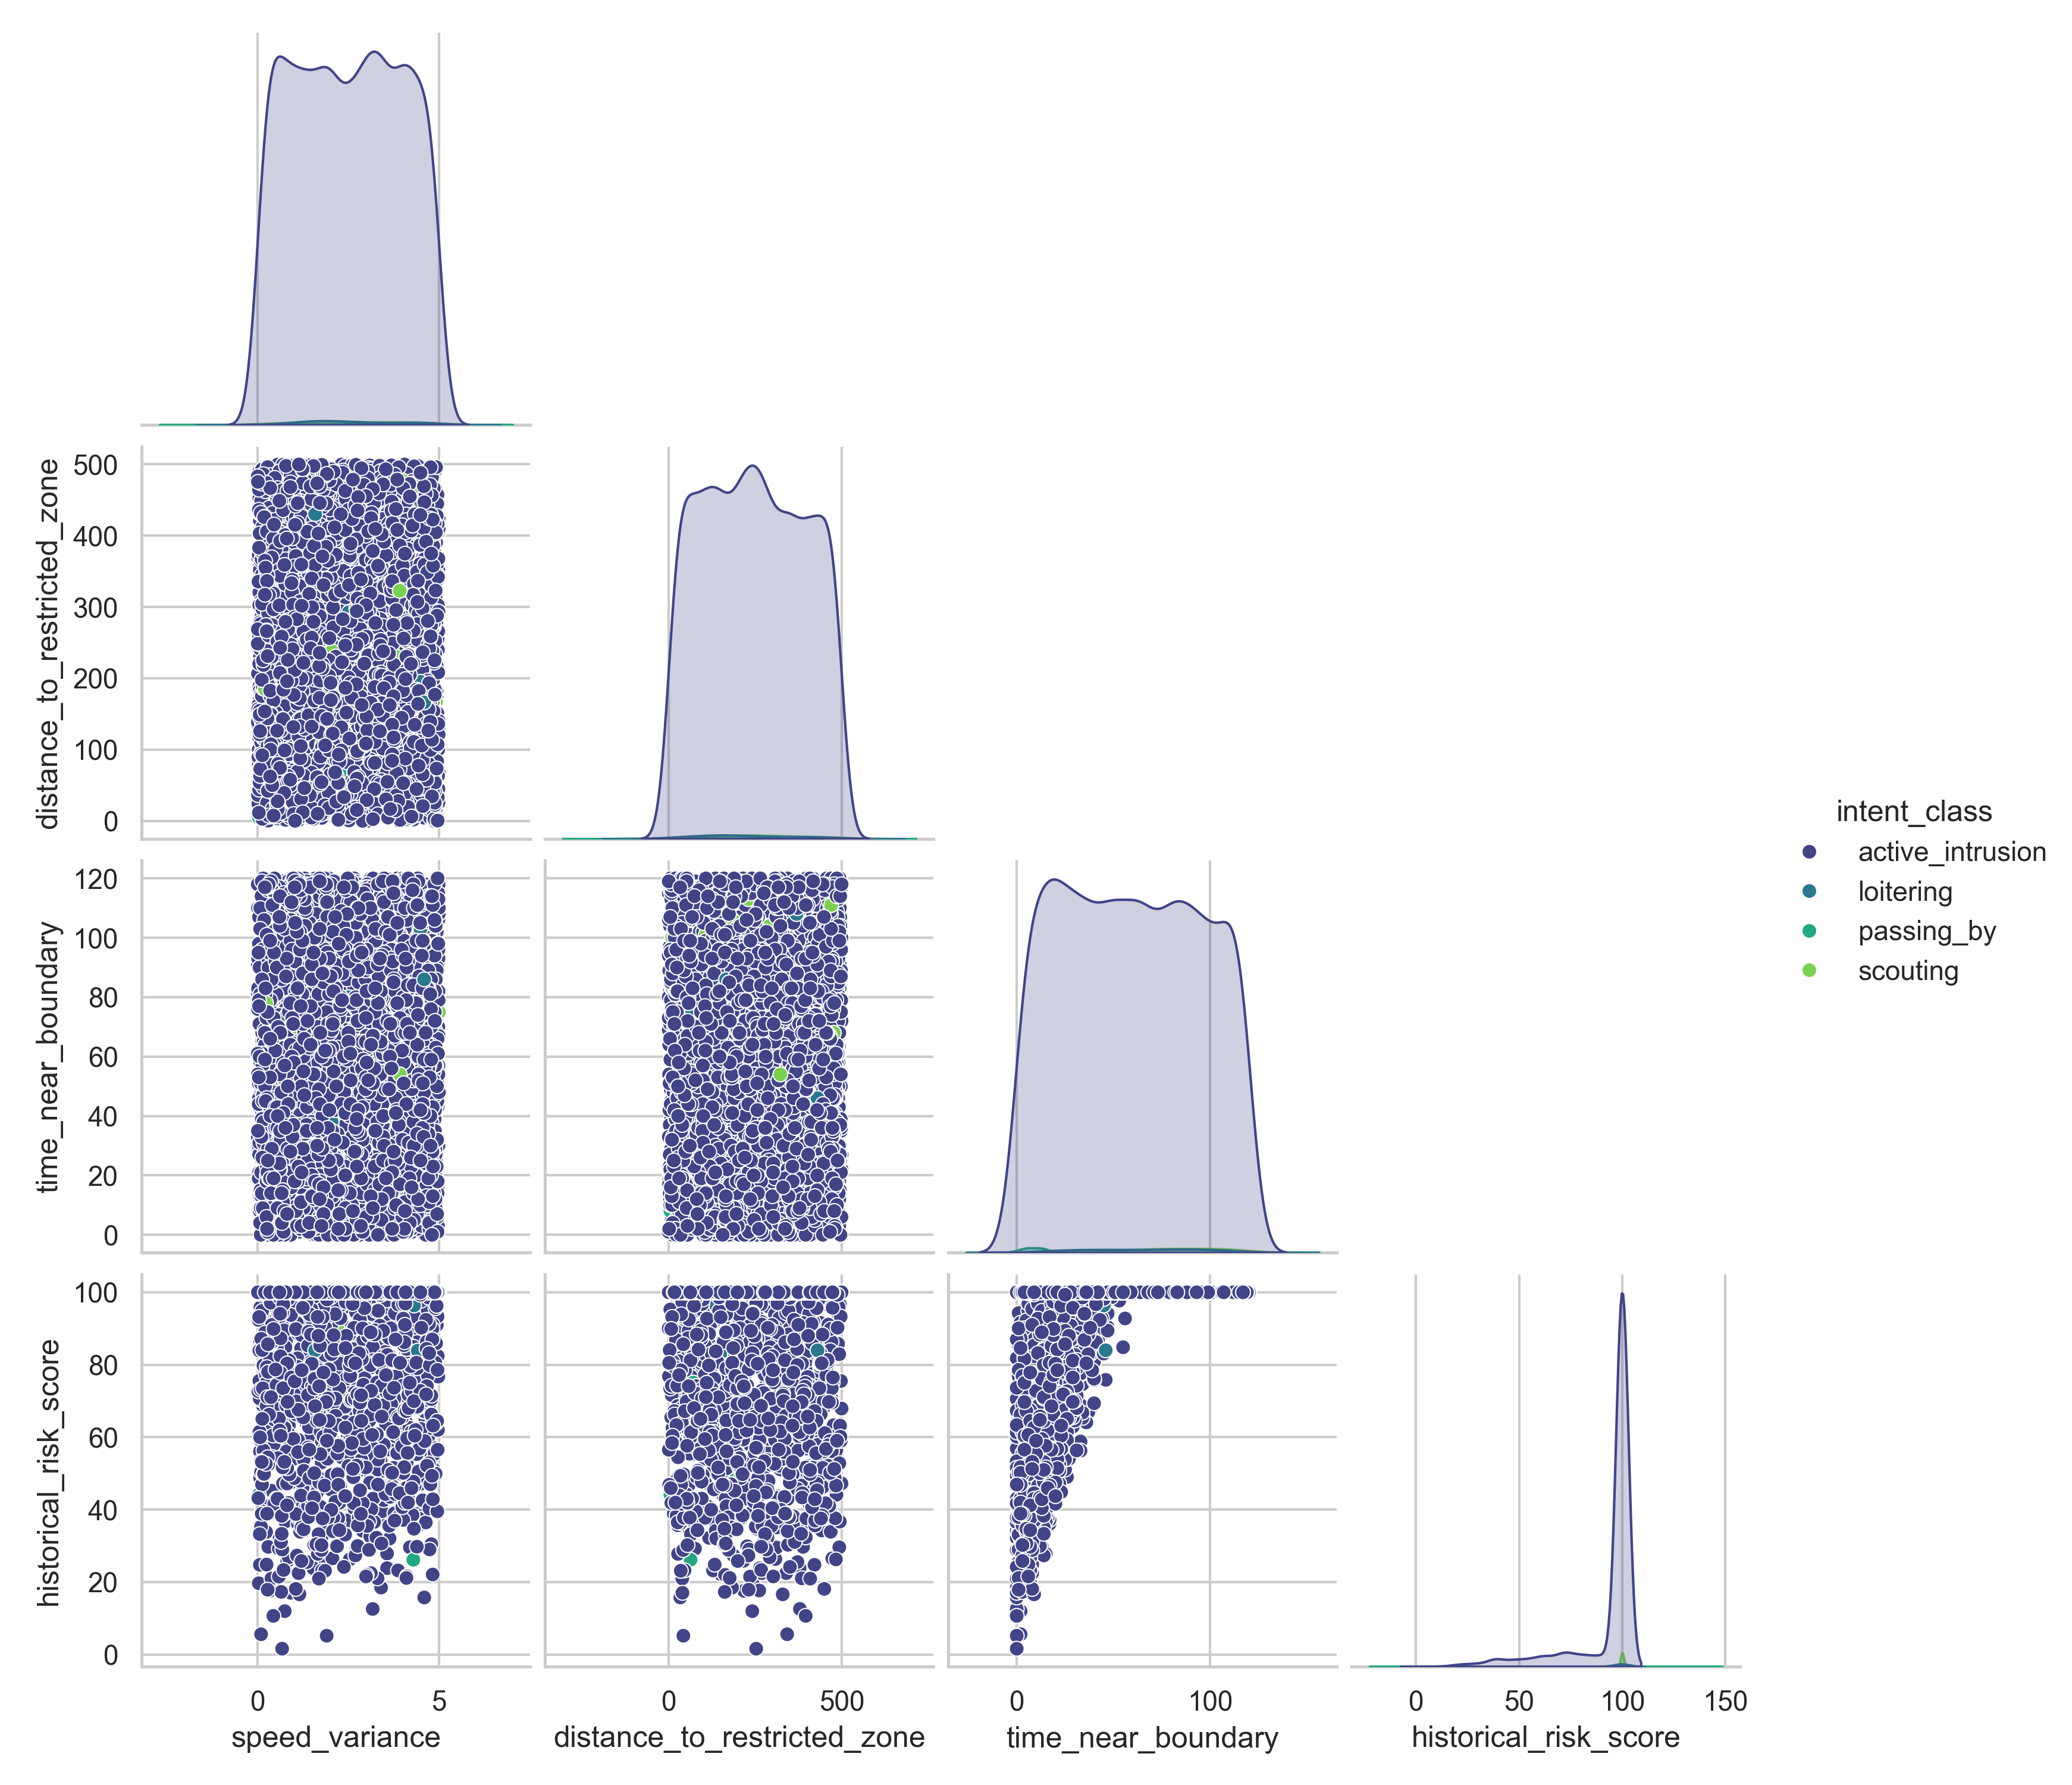 distance_to_restricted_zone
500
400
300
200
100
0
time_near_boundary
120
100
80
60
40
20
0
historical_risk_score
100
80
60
40
20
0
0 5
speed_variance
0 500
distance_to_restricted_zone
0 100
time_near_boundary
0 50 100 150
historical_risk_score
intent_class
active_intrusion
loitering
passing_by
scouting